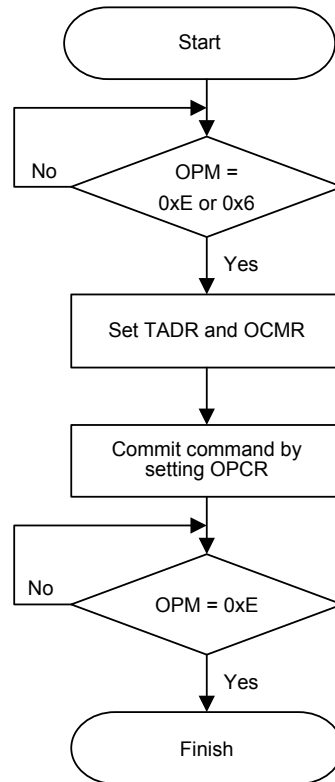 Start
No
OPM =
0xE or 0x6
Yes
Set TADR and OCMR
Commit command by
setting OPCR
No
OPM = 0xE
Yes
Finish